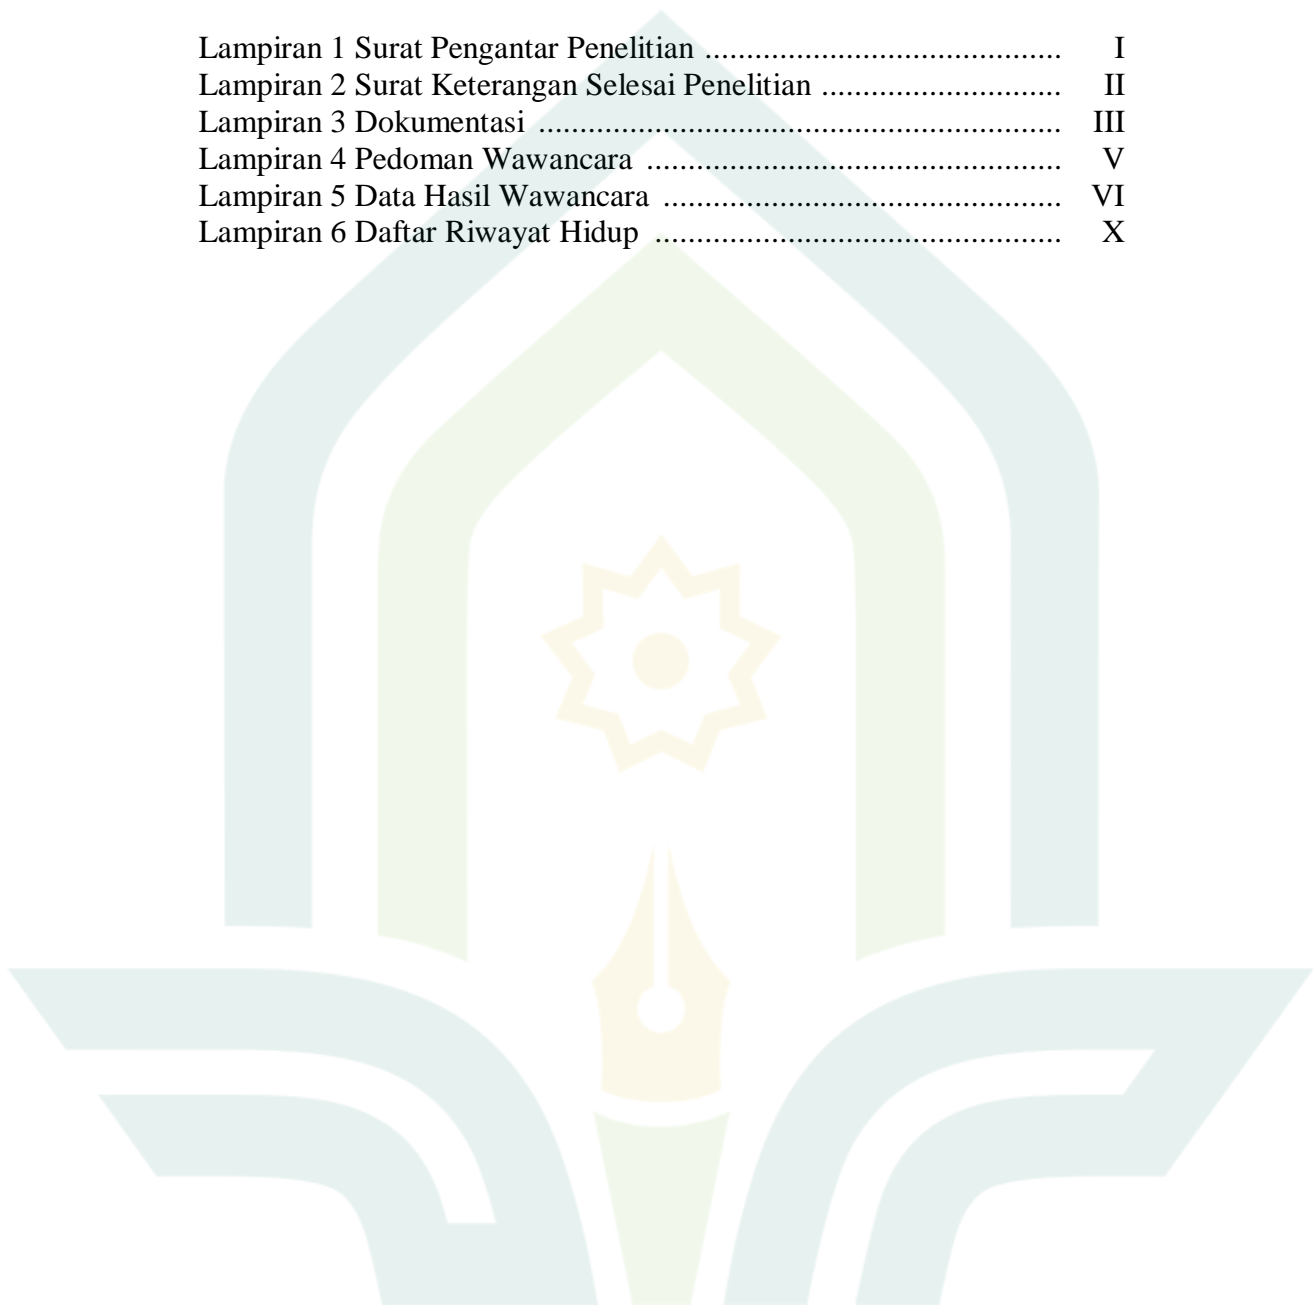 Lampiran 1 Surat Pengantar Penelitian ........................................... I
Lampiran 2 Surat Keterangan Selesai Penelitian ............................. II
Lampiran 3 Dokumentasi ............................................................... III
Lampiran 4 Pedoman Wawancara .................................................. V
Lampiran 5 Data Hasil Wawancara ................................................ VI
Lampiran 6 Daftar Riwayat Hidup ................................................. X